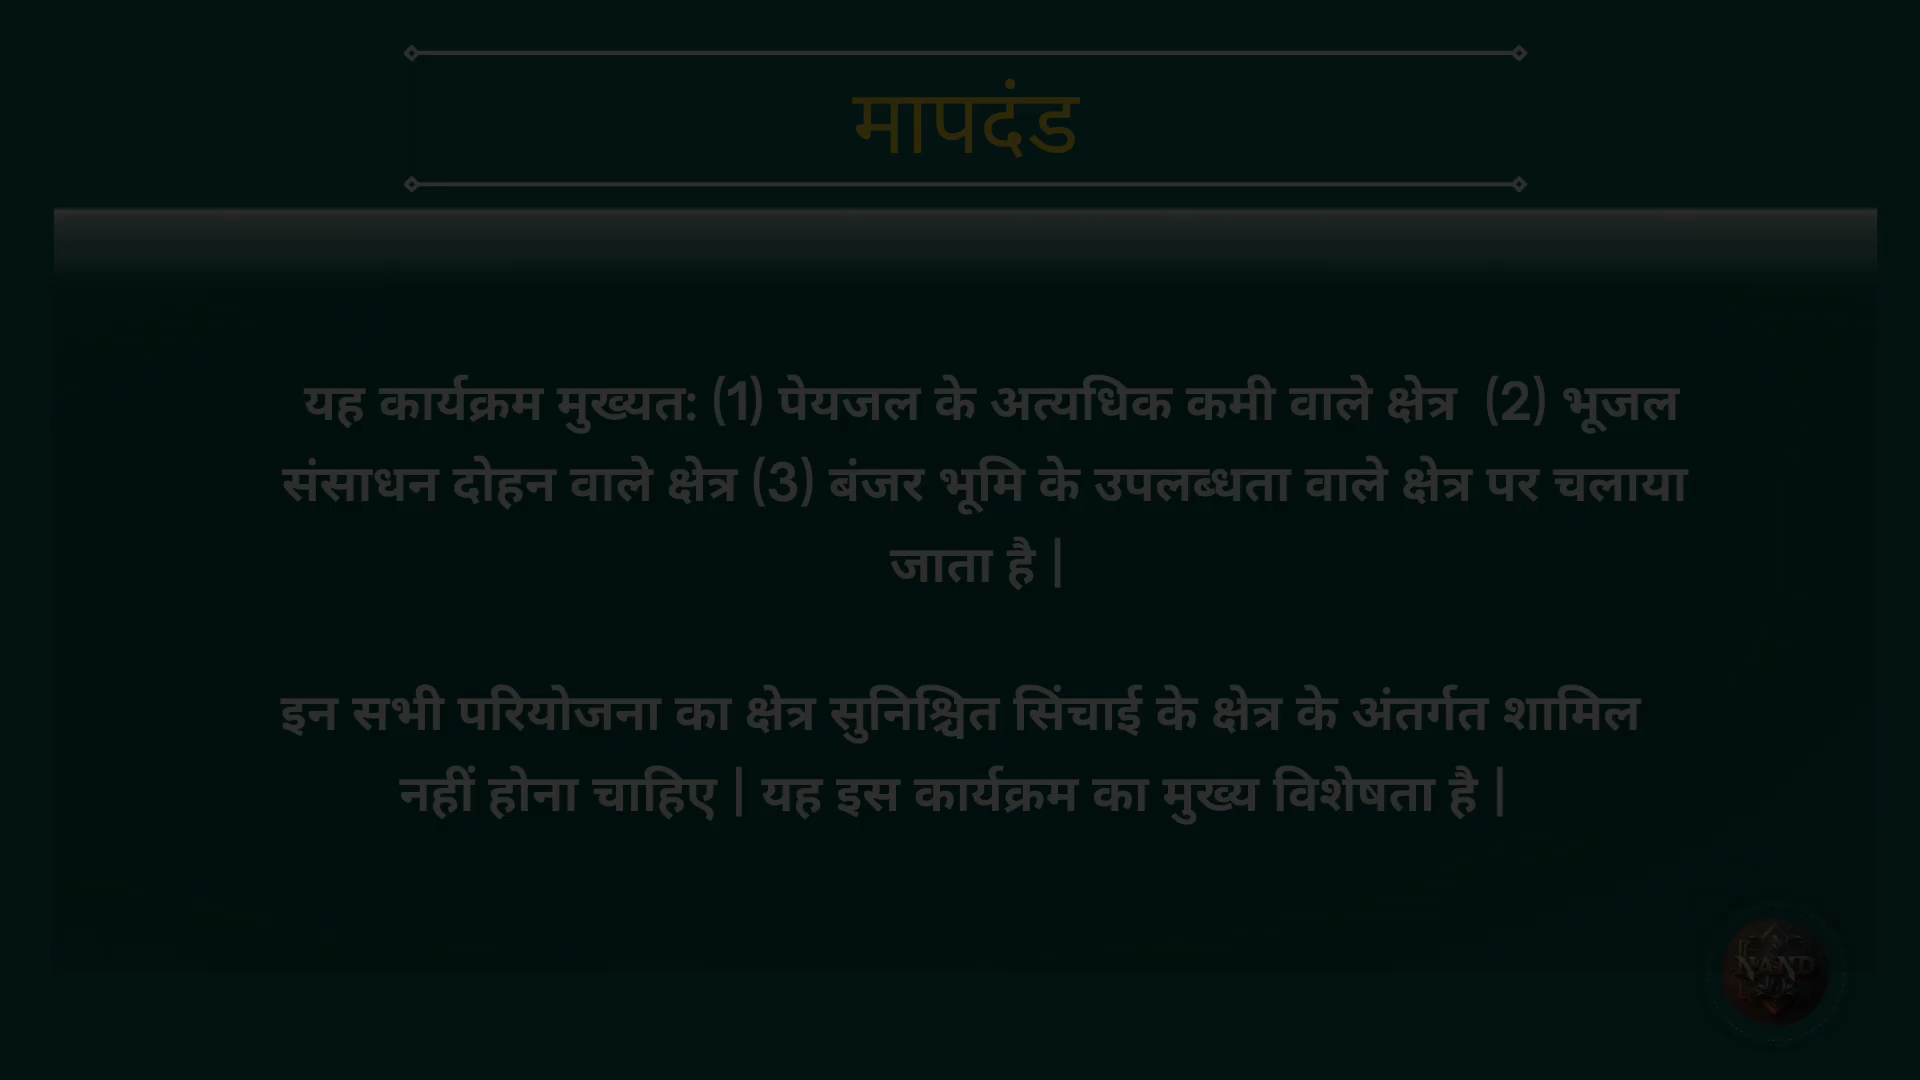 मापदंड
यह कार्यक्रम मुख्यत: (1) पेयजल के अत्यधिक कमी वाले क्षेत्र (2) भूजल
संसाधन दोहन वाले क्षेत्र (3) बंजर भूमि के उपलब्धता वाले क्षेत्र पर चलाया
जाता है |
इन सभी परियोजना का क्षेत्र सुनिश्चित सिंचाई के क्षेत्र के अंतर्गत शामिल
नहीं होना चाहिए | यह इस कार्यक्रम का मुख्य विशेषता है |
NAND